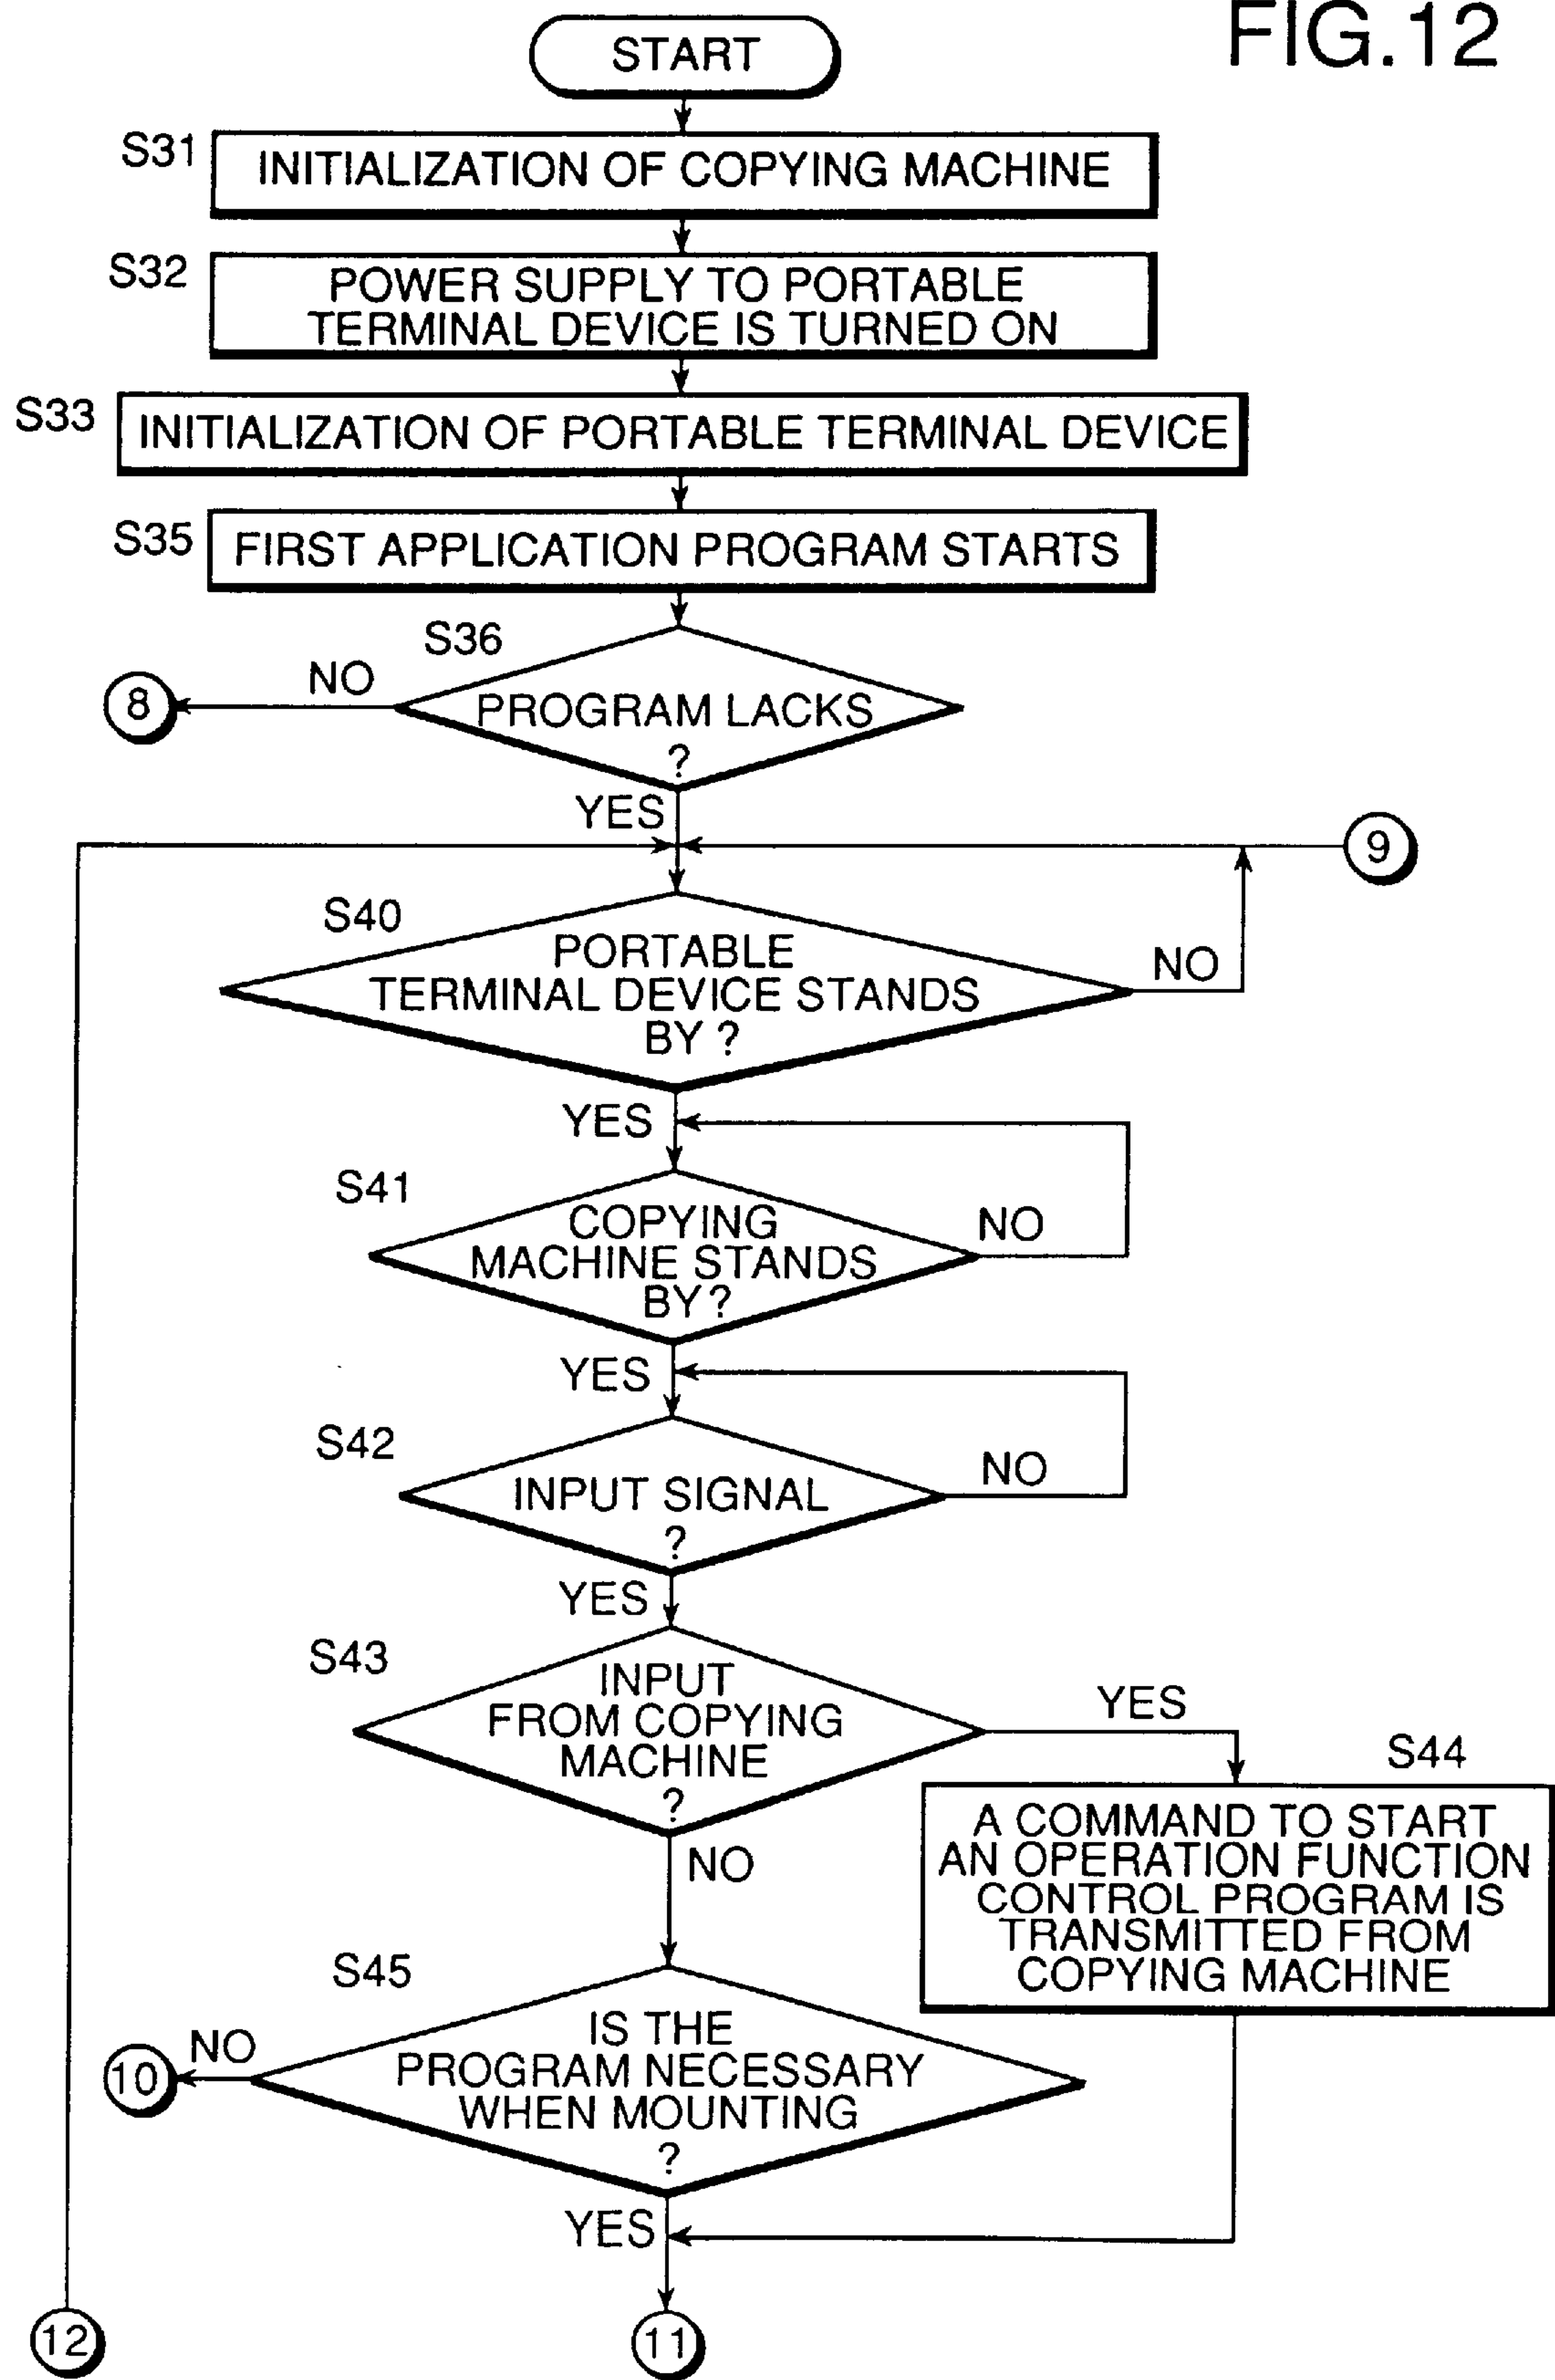 FIG.12
START
S31
INITIALIZATION OF COPYING MACHINE
S32
POWER SUPPLY TO PORTABLE
TERMINAL DEVICE IS TURNED ON
S33
INITIALIZATION OF PORTABLE TERMINAL DEVICE
S35
FIRST APPLICATION PROGRAM STARTS
S36
NO
8
PROGRAM LACKS
?
YES
9
S40
PORTABLE
TERMINAL DEVICE STANDS
BY ?
NO
YES
S41
COPYING
MACHINE STANDS
BY ?
NO
YES
S42
INPUT SIGNAL
?
NO
YES
S43
INPUT
FROM COPYING
MACHINE
?
YES
S44
A COMMAND TO START
AN OPERATION FUNCTION
CONTROL PROGRAM IS
TRANSMITTED FROM
COPYING MACHINE
NO
S45
IS THE
PROGRAM NECESSARY
WHEN MOUNTING
?
NO
10
YES
12
11